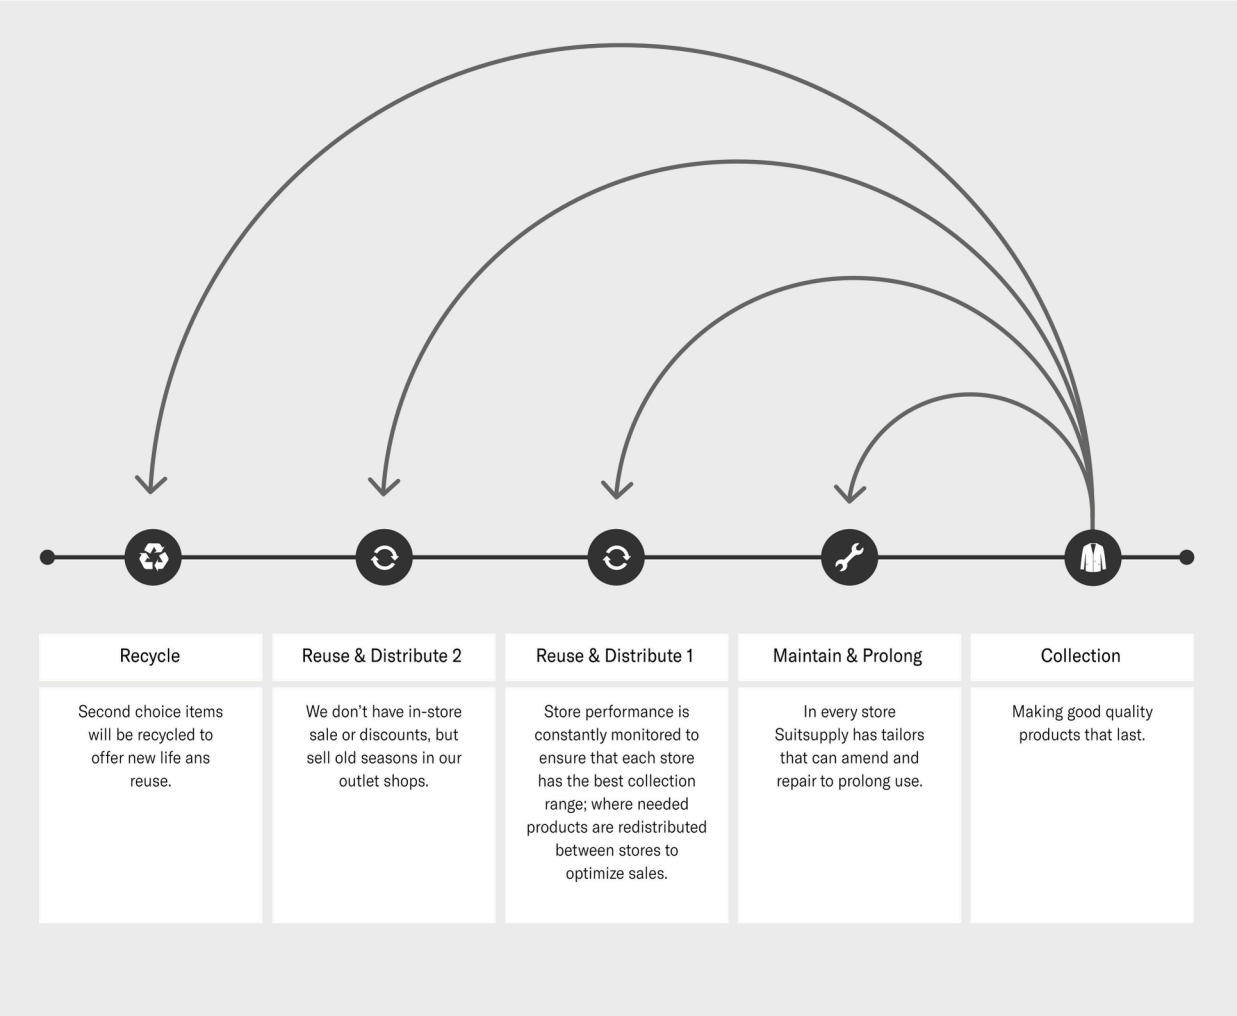 Recycle
Second choice items
will be recycled to
offer new life ans
reuse.
Reuse & Distribute 2
We don't have in-store
sale or discounts, but
sell old seasons in our
outlet shops.
Reuse & Distribute 1
Store performance is
constantly monitored to
ensure that each store
has the best collection
range; where needed
products are redistributed
between stores to
optimize sales.
Maintain & Prolong
In every store
Suitsupply has tailors
that can amend and
repair to prolong use.
Collection
Making good quality
products that last.